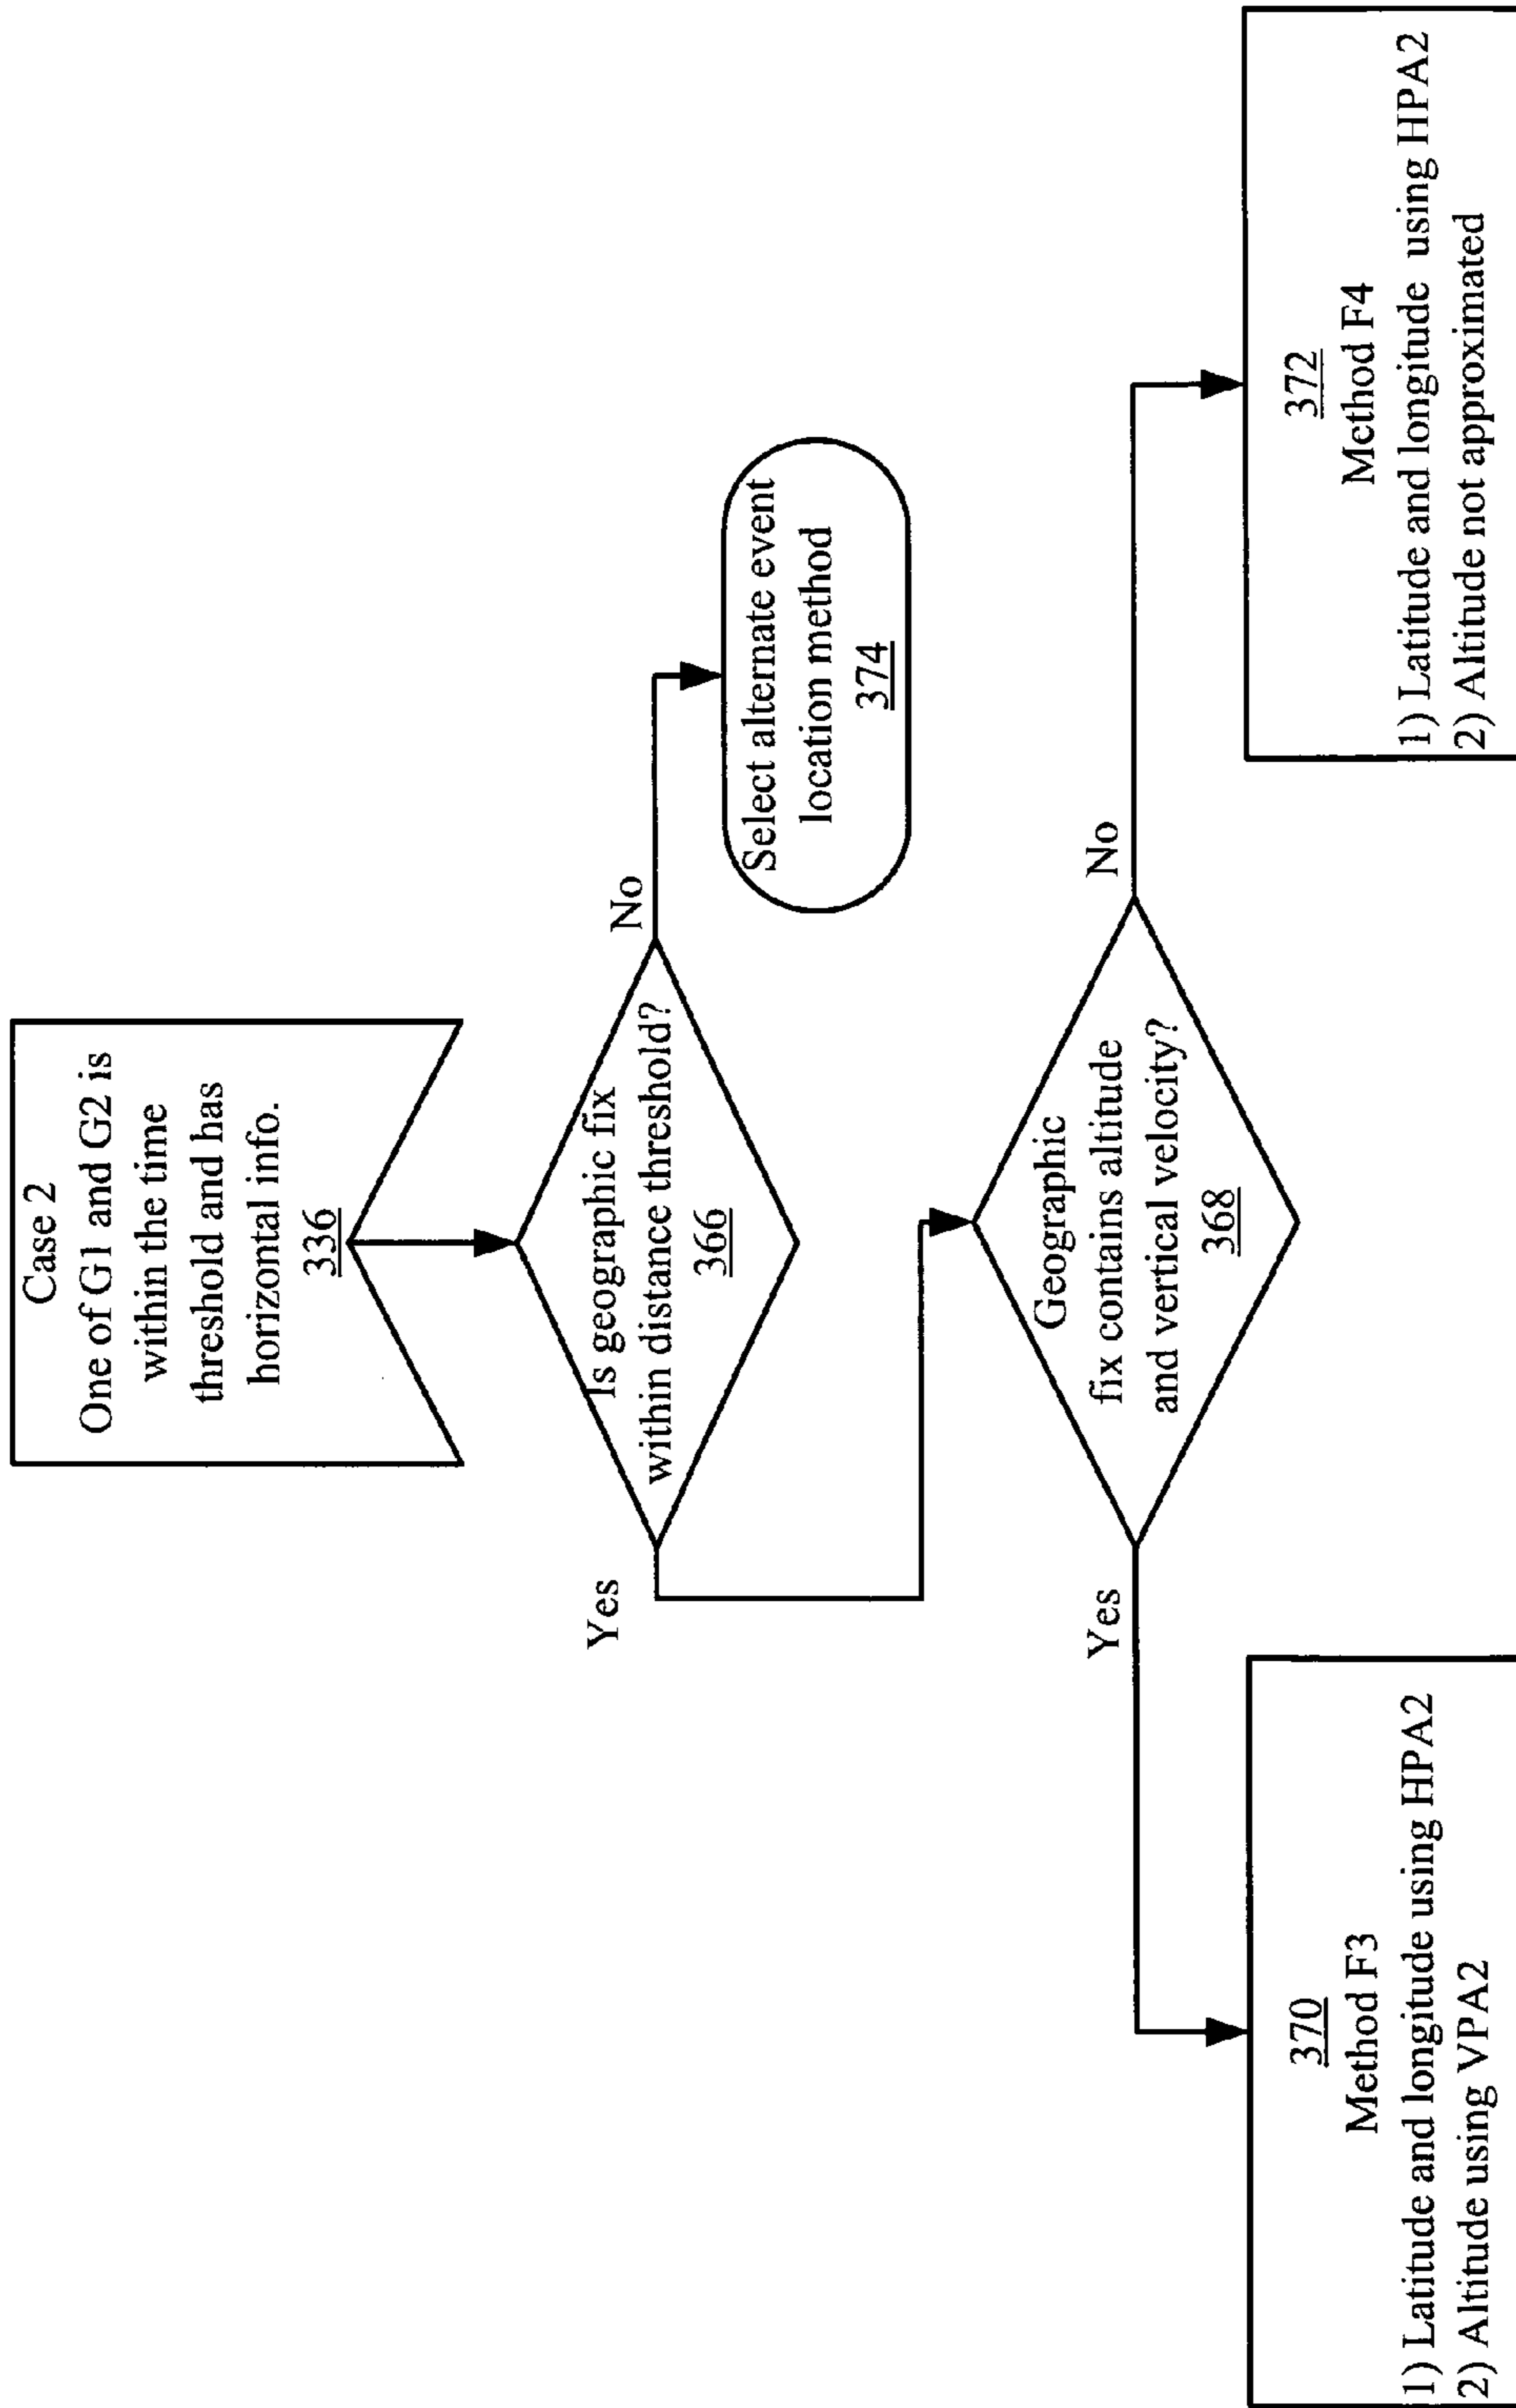 Case 2
One of G1 and G2 is
within the time
threshold and has
horizontal info.
336
Is geographic fix
within distance threshold?
366
No
Select alternate event
location method
374
Yes
Geographic
fix contains altitude
and vertical velocity?
368
Yes
No
370
Method F3
1) Latitude and longitude using HPA2
2) Altitude using VPA2
372
Method F4
1) Latitude and longitude using HPA2
2) Altitude not approximated